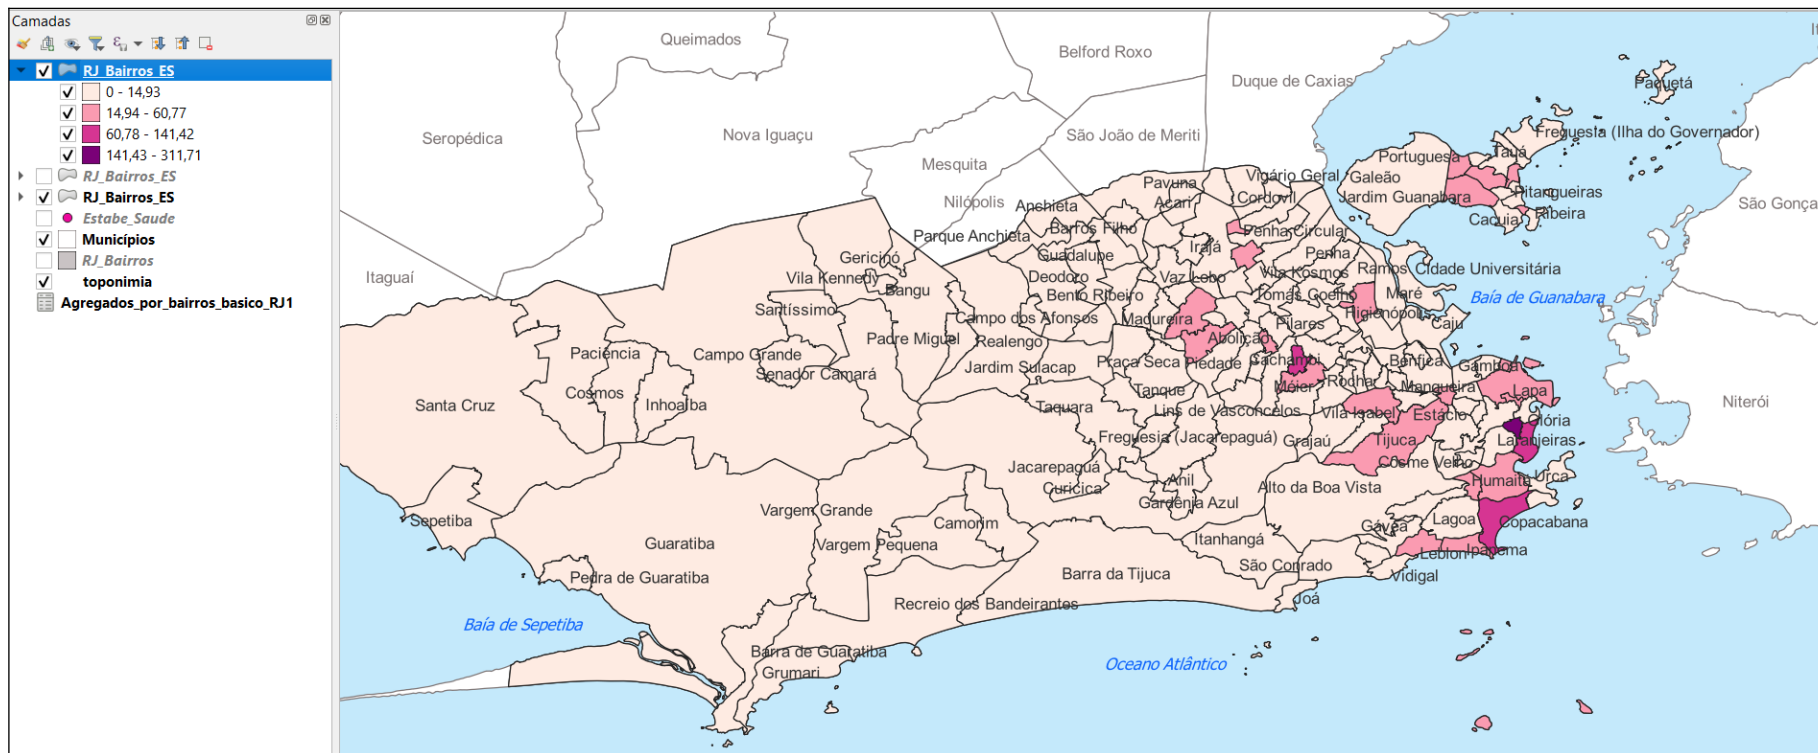 Camadas
RJ_Bairros_ES
0 - 14,93
14,94 - 60,77
60,78 - 141,42
141,43 - 311,71
RJ_Bairros_ES
RJ_Bairros_ES
Estabe_Saude
Municípios
RJ_Bairros
toponimia
Agregados_por_bairros_basico_RJ1
Queimados
Belford Roxo
Duque de Caxias
Paquetá
Seropédica
Nova Iguaçu
São João de Meriti
Freguesia (Ilha do Governador)
Mesquita
Portuguesa
Tauá
Nilópolis
Pavuna
Vigário Geral
Galeão
Acari
Cordovil
Jardim Guanabara
Pitangueiras
São Gonça
Anchieta
Cacuia
Ribeira
Parque Anchieta
Barros Filho
Penha Circular
Irajá
Gericinó
Guadalupe
Penha
Itaguaí
Vila Kennedy
Deodoro
Vaz Lobo
Vila Kosmos
Ramos
Cidade Universitária
Bangu
Bento Ribeiro
Tomás Coelho
Maré
Baía de Guanabara
Santíssimo
Campo dos Afonsos
Madureira
Higienópolis
Pilares
Caju
Padre Miguel
Realengo
Abolição
Paciência
Campo Grande
Praça Seca
Piedade
Cachambi
Benfica
Gamboa
Senador Camará
Jardim Sulacap
Méier
Rocha
Mangueira
Cosmos
Tanque
Lapa
Santa Cruz
Inhoaíba
Taquara
Lins de Vasconcelos
Vila Isabel
Estácio
Niterói
Glória
Freguesia (Jacarepaguá)
Grajaú
Tijuca
Laranjeiras
Jacarepaguá
Cosme Velho
Curicica
Anil
Alto da Boa Vista
Humaitá
Urca
Gardênia Azul
Sepetiba
Vargem Grande
Camorim
Gávea
Lagoa
Copacabana
Guaratiba
Vargem Pequena
Itanhangá
Leblon
Ipanema
Pedra de Guaratiba
Barra da Tijuca
São Conrado
Vidigal
Recreio dos Bandeirantes
Joá
Baía de Sepetiba
Barra de Guaratiba
Oceano Atlântico
Grumari